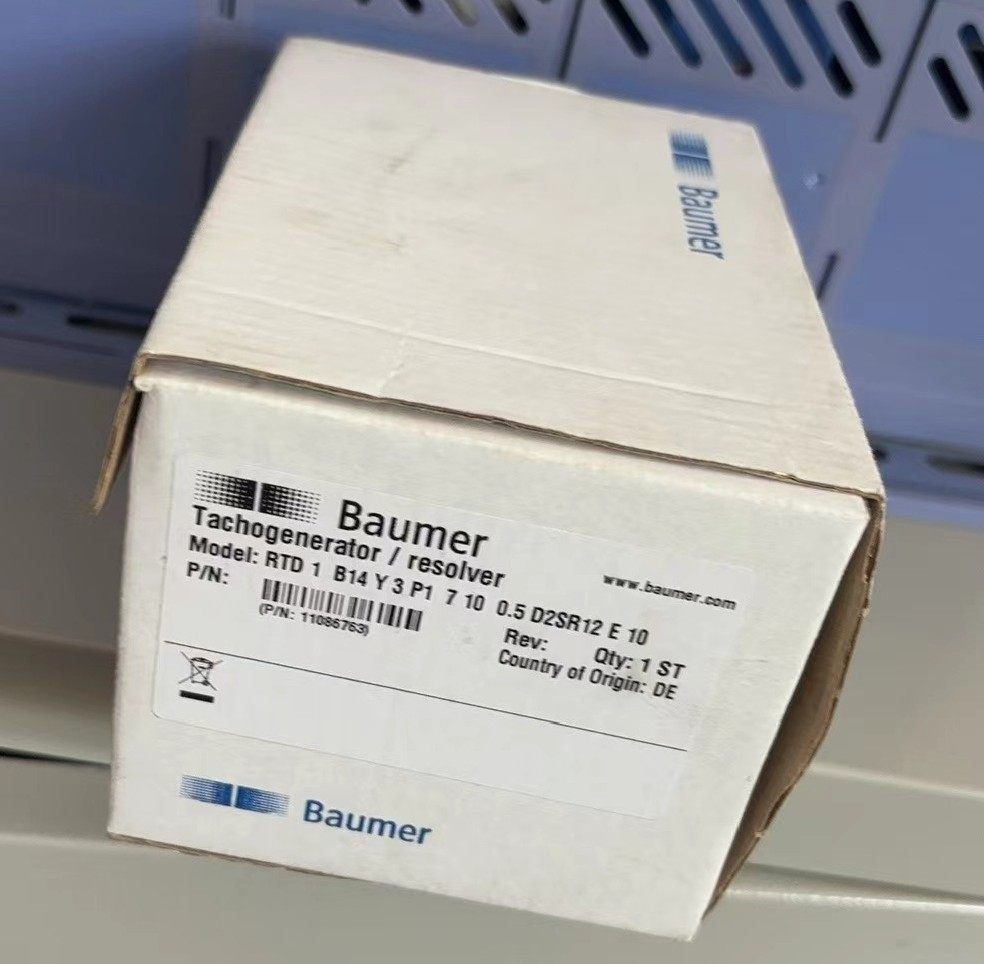 Baumer
Baumer
Tachogenerator / resolver
www.baumer.com
Model: RTD 1 B14 Y 3 P1 7 10 0.5 D2SR12 E 10
P/N:
(P/N: 11086763)
Rev: Qty: 1 ST
Country of Origin: DE
Baumer